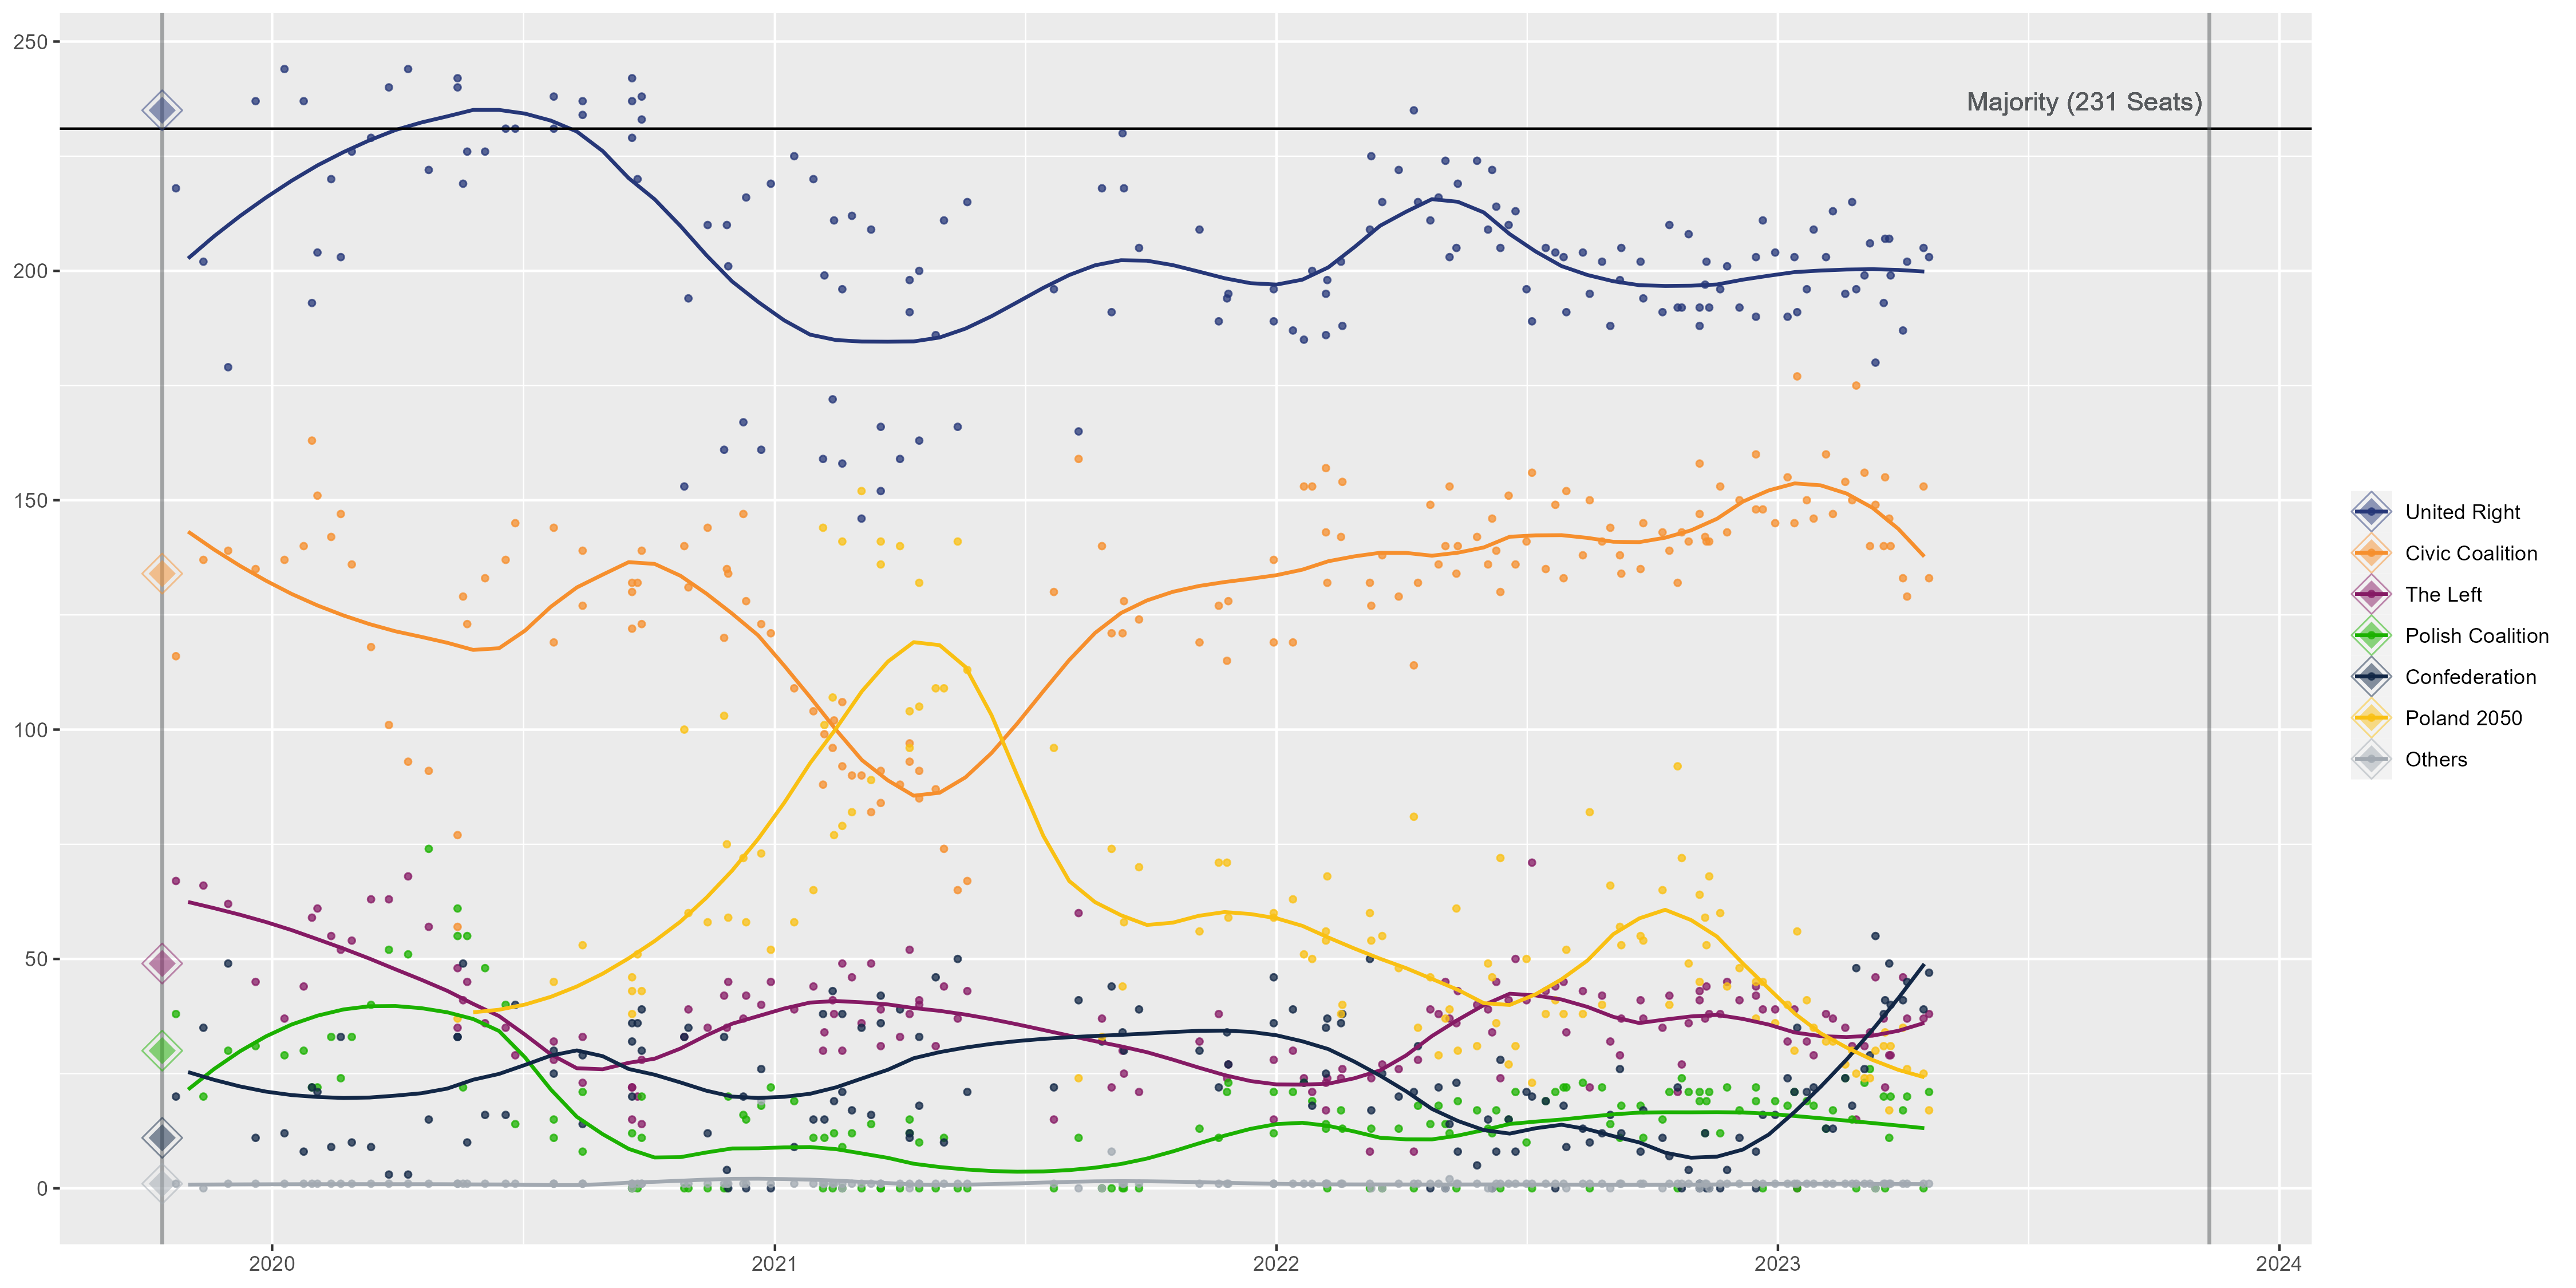 250
200
150
100
50
0
Majority (231 Seats)
2020
2021
2022
2023
2024
United Right
Civic Coalition
The Left
Polish Coalition
Confederation
Poland 2050
Others